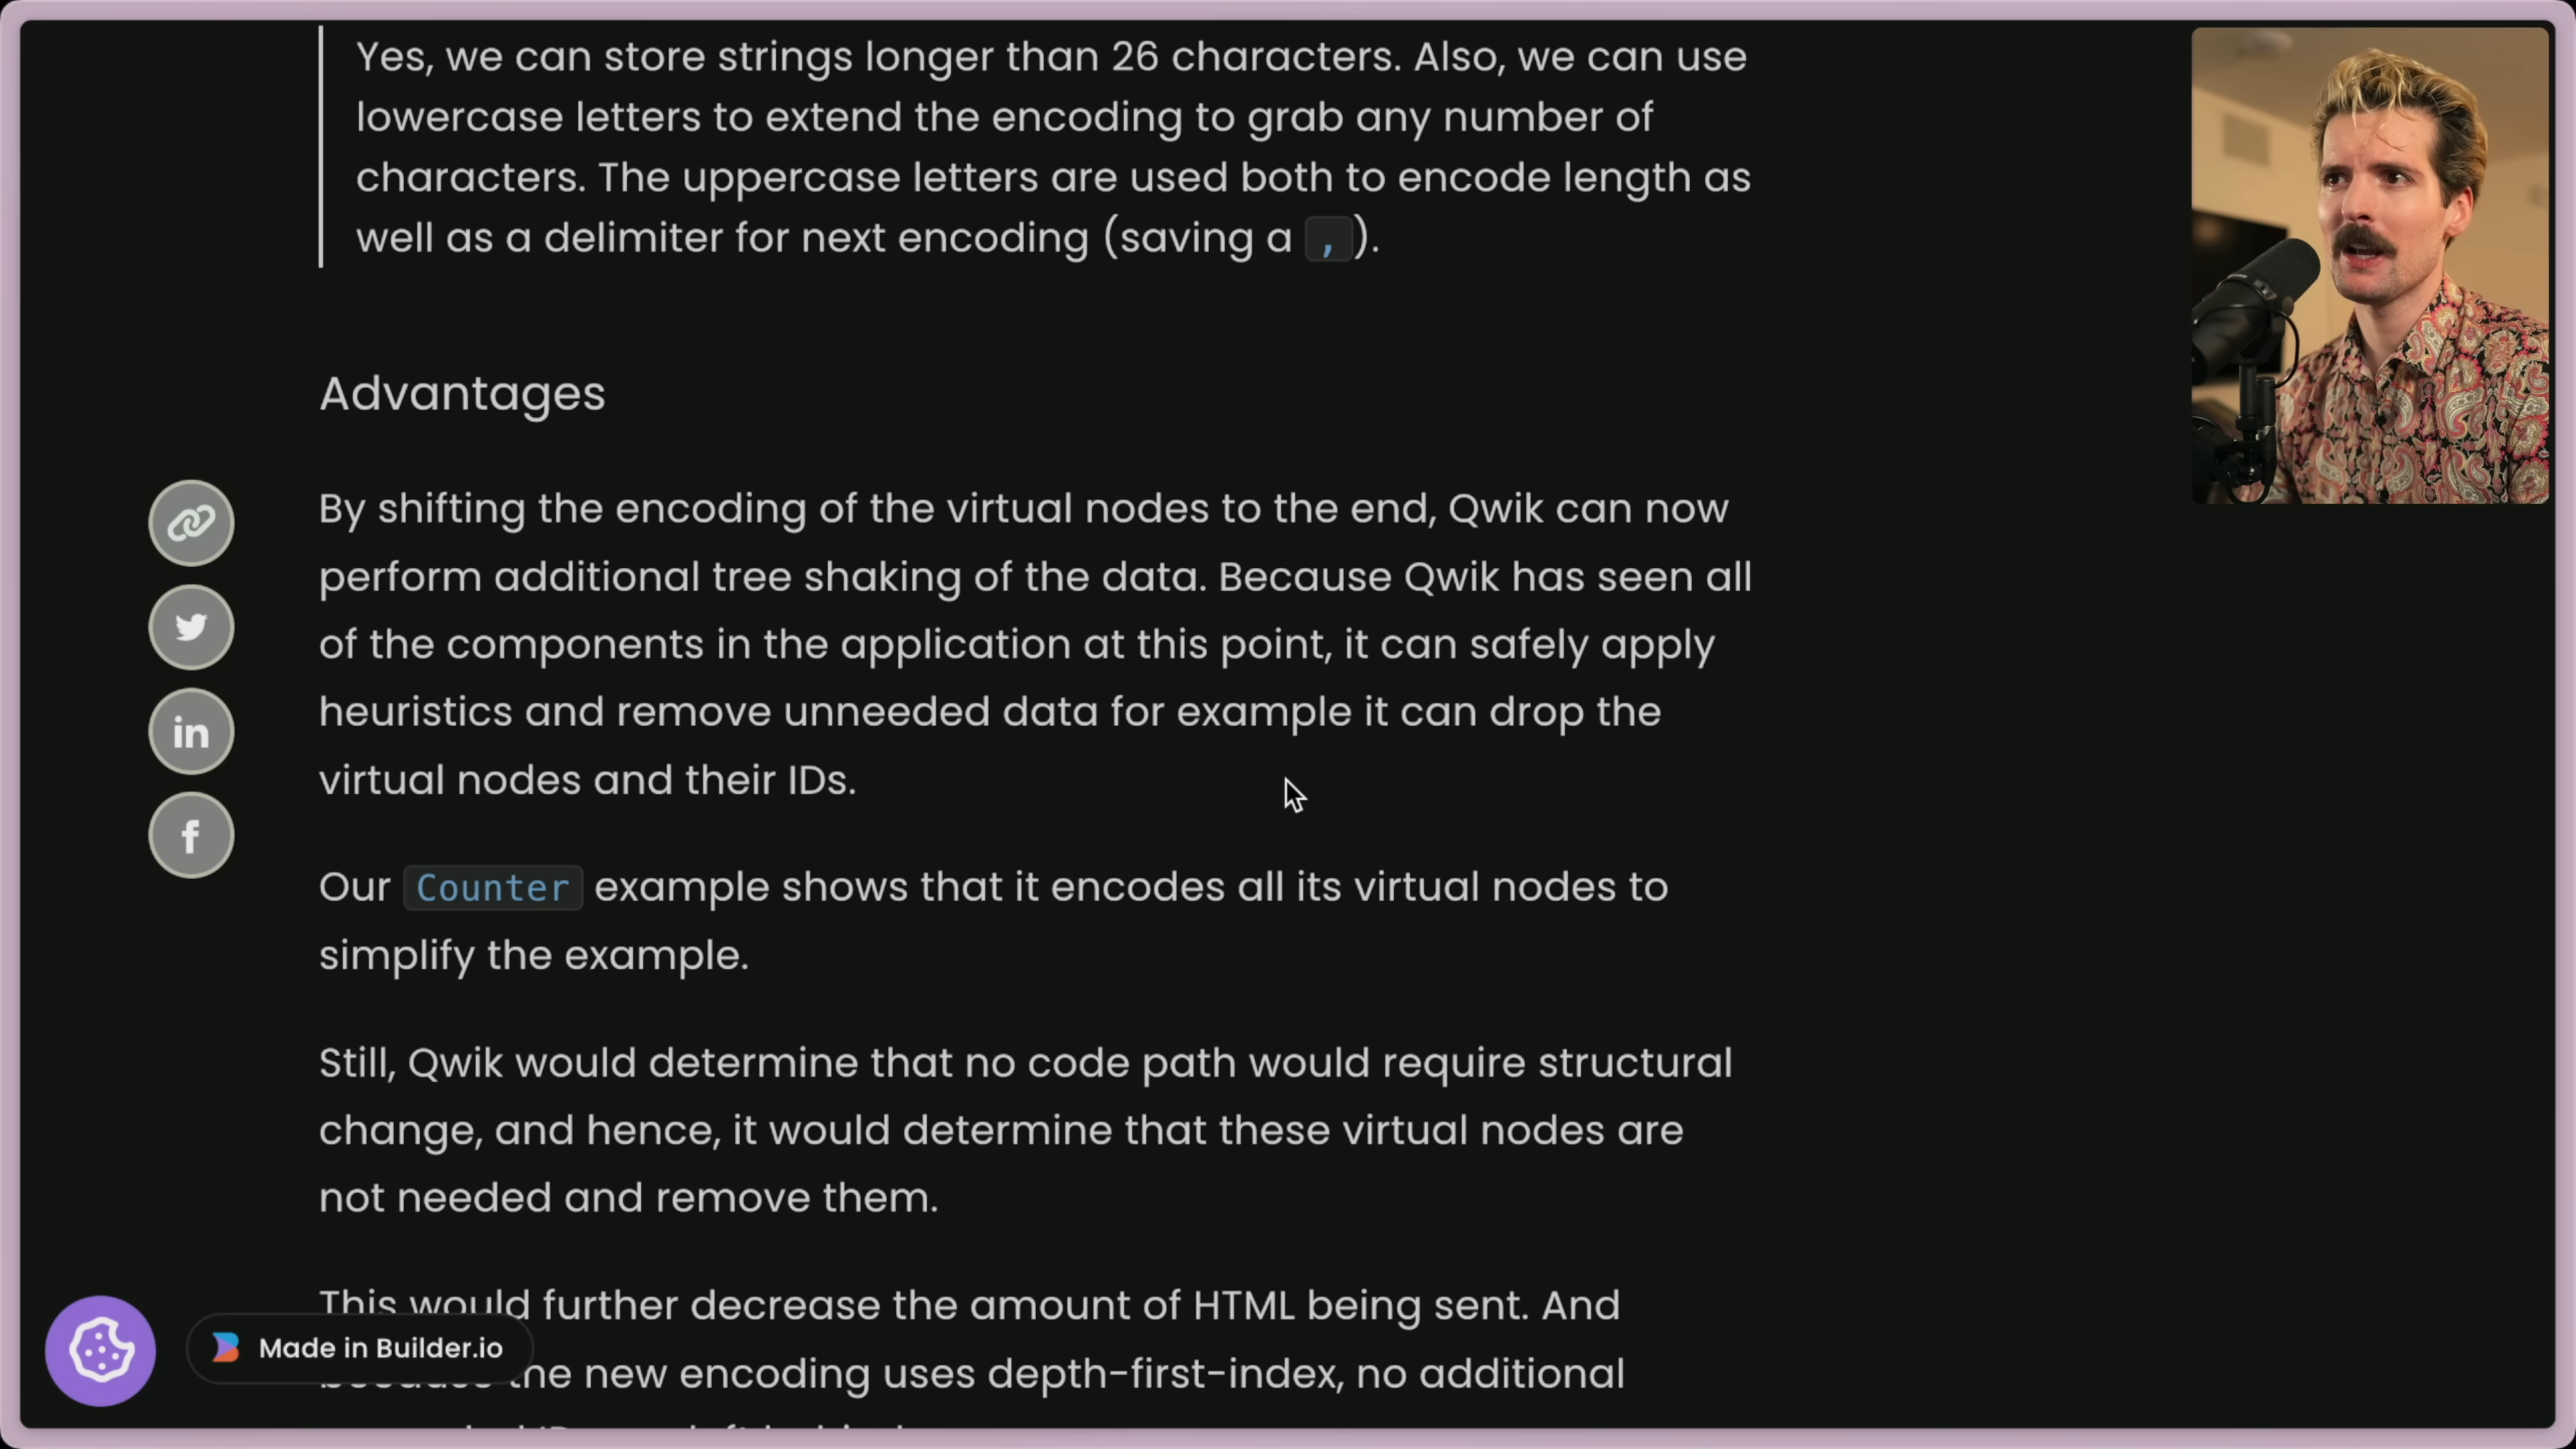 Yes, we can store strings longer than 26 characters. Also, we can use
lowercase letters to extend the encoding to grab any number of
characters. The uppercase letters are used both to encode length as
well as a delimiter for next encoding (saving a , ).
Advantages
By shifting the encoding of the virtual nodes to the end, Qwik can now
perform additional tree shaking of the data. Because Qwik has seen all
of the components in the application at this point, it can safely apply
heuristics and remove unneeded data for example it can drop the
virtual nodes and their IDs.
Our Counter example shows that it encodes all its virtual nodes to
simplify the example.
Still, Qwik would determine that no code path would require structural
change, and hence, it would determine that these virtual nodes are
not needed and remove them.
This would further decrease the amount of HTML being sent. And
the new encoding uses depth-first-index, no additional
in
f
Made in Builder.io